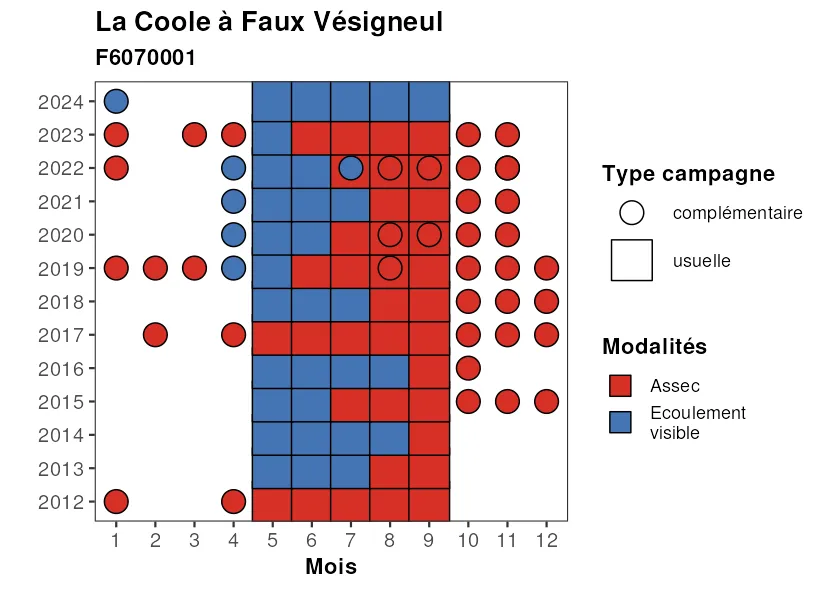 La Coole à Faux Vésigneul
F6070001
2024
2023
2022
2021
2020
2019
2018
2017
2016
2015
2014
2013
2012
1 2 3 4 5 6 7 8 9 10 11 12
Mois
Type campagne
complémentaire
usuelle
Modalités
Assec
Ecoulement
visible